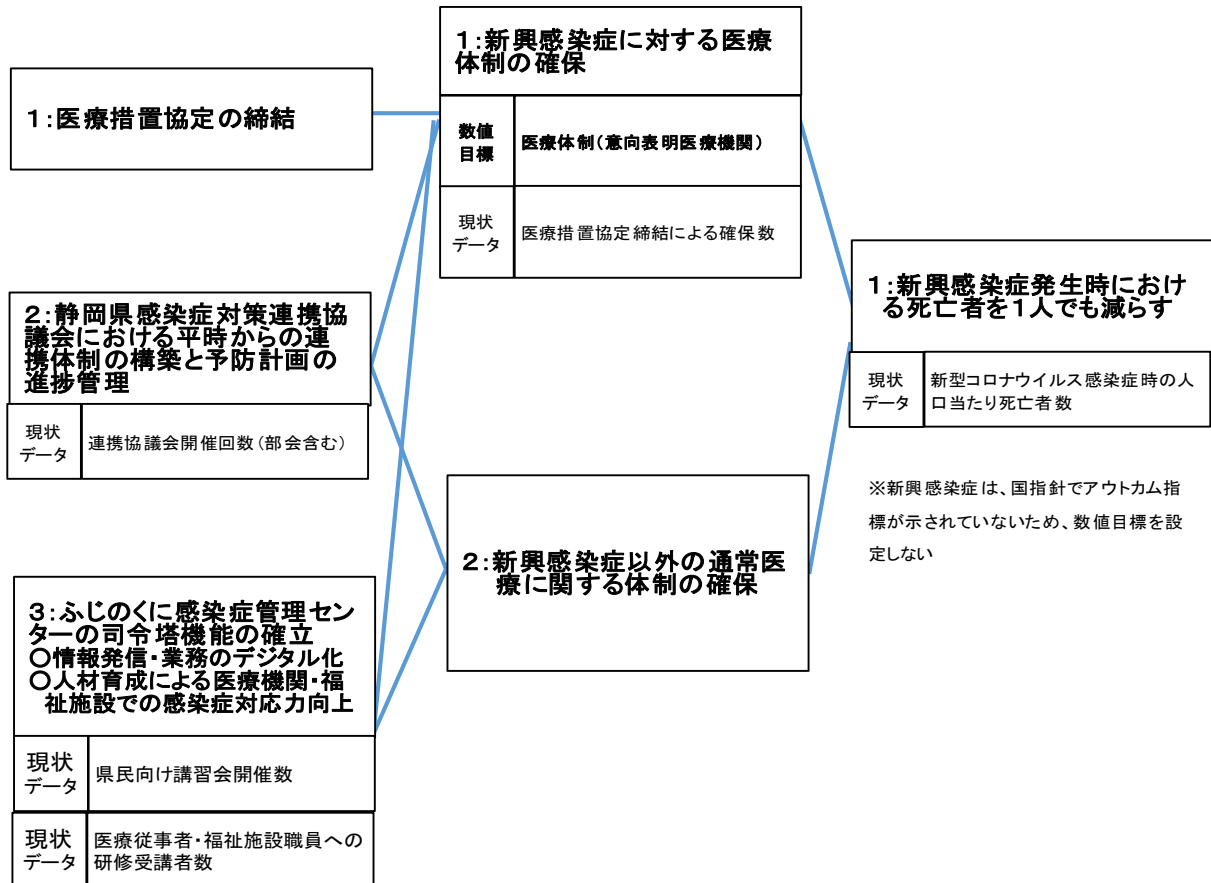 1:医療措置協定の締結
2:静岡県感染症対策連携協
議会における平時からの連
携体制の構築と予防計画の
進捗管理
現状
データ
連携協議会開催回数(部会含む)
3:ふじのくに感染症管理セン
ターの司令塔機能の確立
○情報発信・業務のデジタル化
○人材育成による医療機関・福
祉施設での感染症対応力向上
現状
データ
県民向け講習会開催数
現状
データ
医療従事者・福祉施設職員への
研修受講者数
1:新興感染症に対する医療
体制の確保
数値
目標
医療体制(意向表明医療機関)
現状
データ
医療措置協定締結による確保数
2:新興感染症以外の通常医
療に関する体制の確保
1:新興感染症発生時におけ
る死亡者を1人でも減らす
現状
データ
新型コロナウイルス感染症時の人
口当たり死亡者数
※新興感染症は、国指針でアウトカム指
標が示されていないため、数値目標を設
定しない